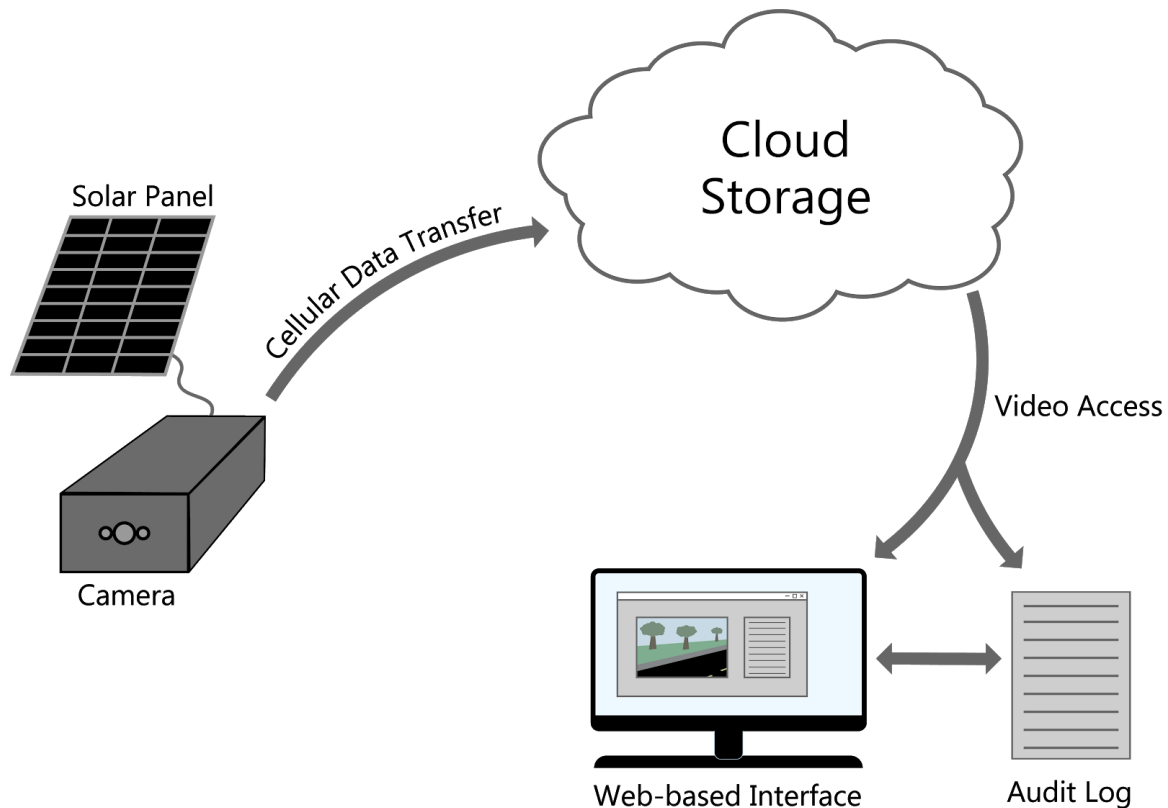 Cloud
Storage
Solar Panel
Cellular Data Transfer
Video Access
Camera
Web-based Interface
Audit Log